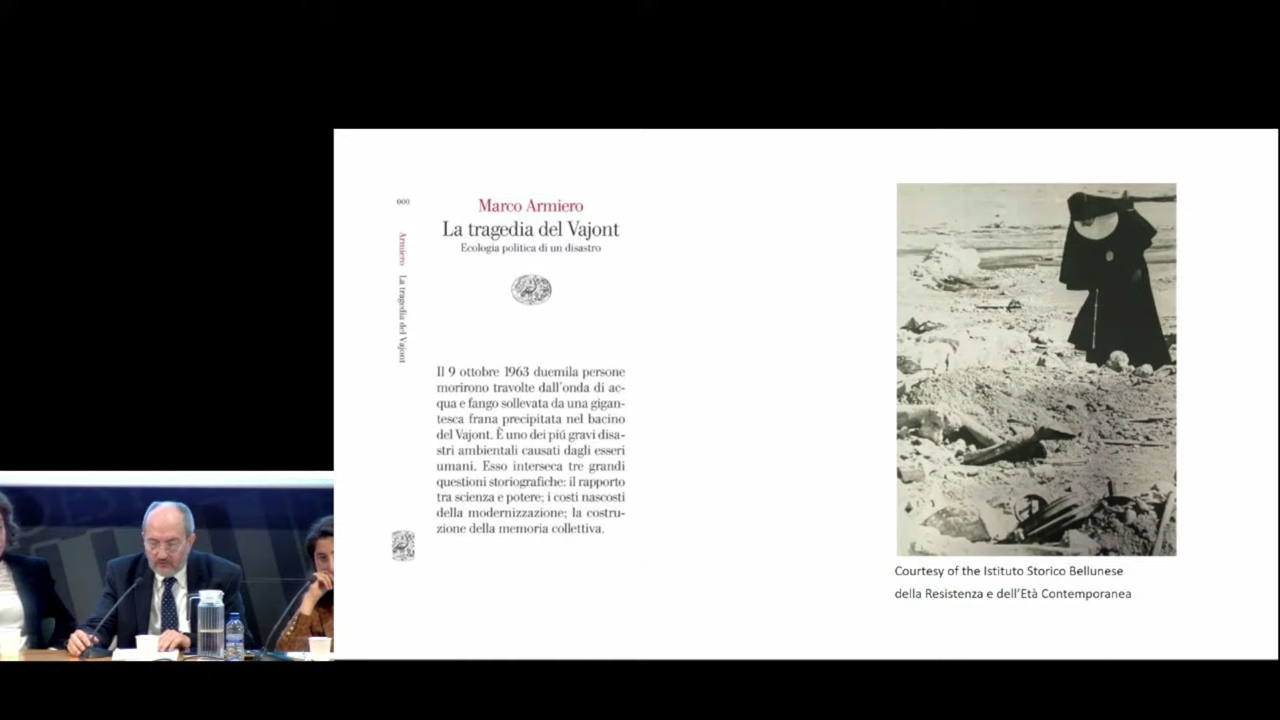 000
Armiero La tragedia del Vajont
Marco Armiero
La tragedia del Vajont
Ecologia politica di un disastro
Il 9 ottobre 1963 duemila persone
morirono travolte dall'onda di ac-
qua e fango sollevata da una gigan-
tesca frana precipitata nel bacino
del Vajont. È uno dei piú gravi disa-
stri ambientali causati dagli esseri
umani. Esso interseca tre grandi
questioni storiografiche: il rapporto
tra scienza e potere; i costi nascosti
della modernizzazione; la costru-
zione della memoria collettiva.
Courtesy of the Istituto Storico Bellunese
della Resistenza e dell'Età Contemporanea